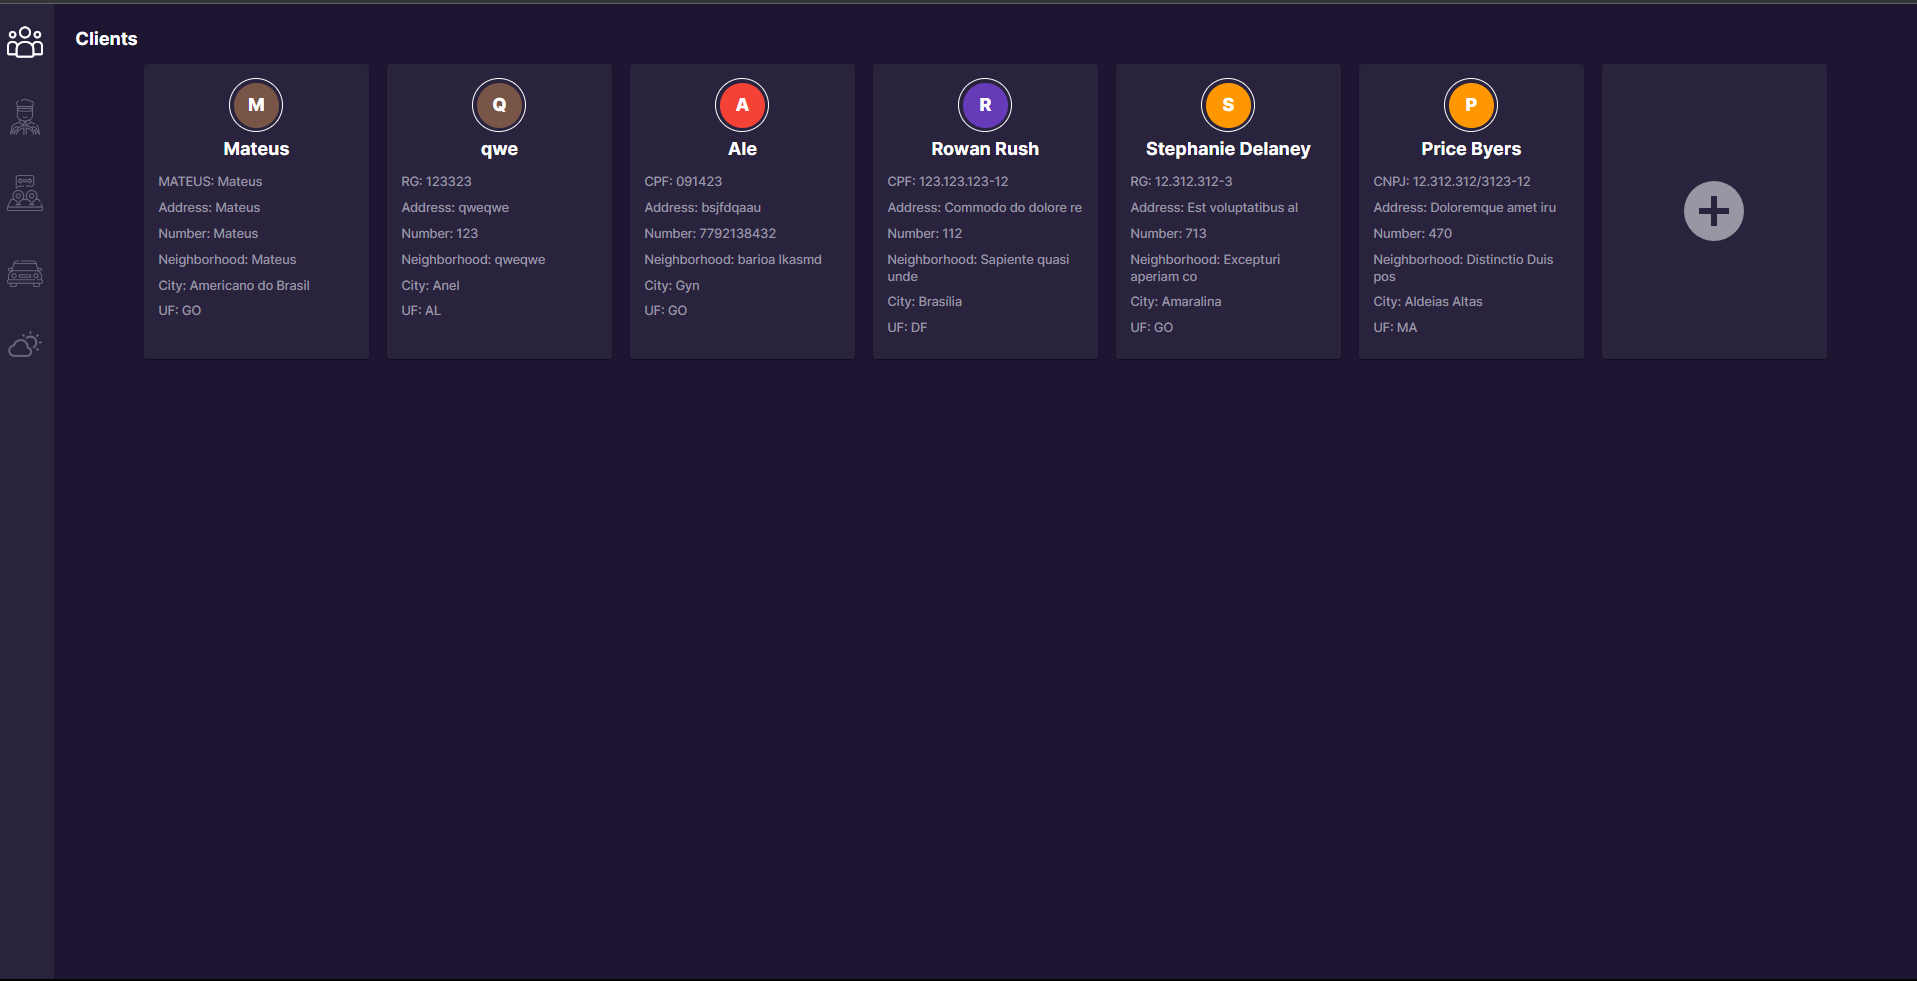 Clients
M
Mateus
MATEUS: Mateus
Address: Mateus
Number: Mateus
Neighborhood: Mateus
City: Americano do Brasil
UF: GO
Q
qwe
RG: 123323
Address: qweqwe
Number: 123
Neighborhood: qweqwe
City: Anel
UF: AL
A
Ale
CPF: 091423
Address: bsjfdqaau
Number: 7792138432
Neighborhood: barioa lkasmd
City: Gyn
UF: GO
R
Rowan Rush
CPF: 123.123.123-12
Address: Commodo do dolore re
Number: 112
Neighborhood: Sapiente quasi
unde
City: Brasília
UF: DF
S
Stephanie Delaney
RG: 12.312.312-3
Address: Est voluptatibus al
Number: 713
Neighborhood: Excepturi
aperiam co
City: Amaralina
UF: GO
P
Price Byers
CNPJ: 12.312.312/3123-12
Address: Doloremque amet iru
Number: 470
Neighborhood: Distinctio Duis
pos
City: Aldeias Altas
UF: MA